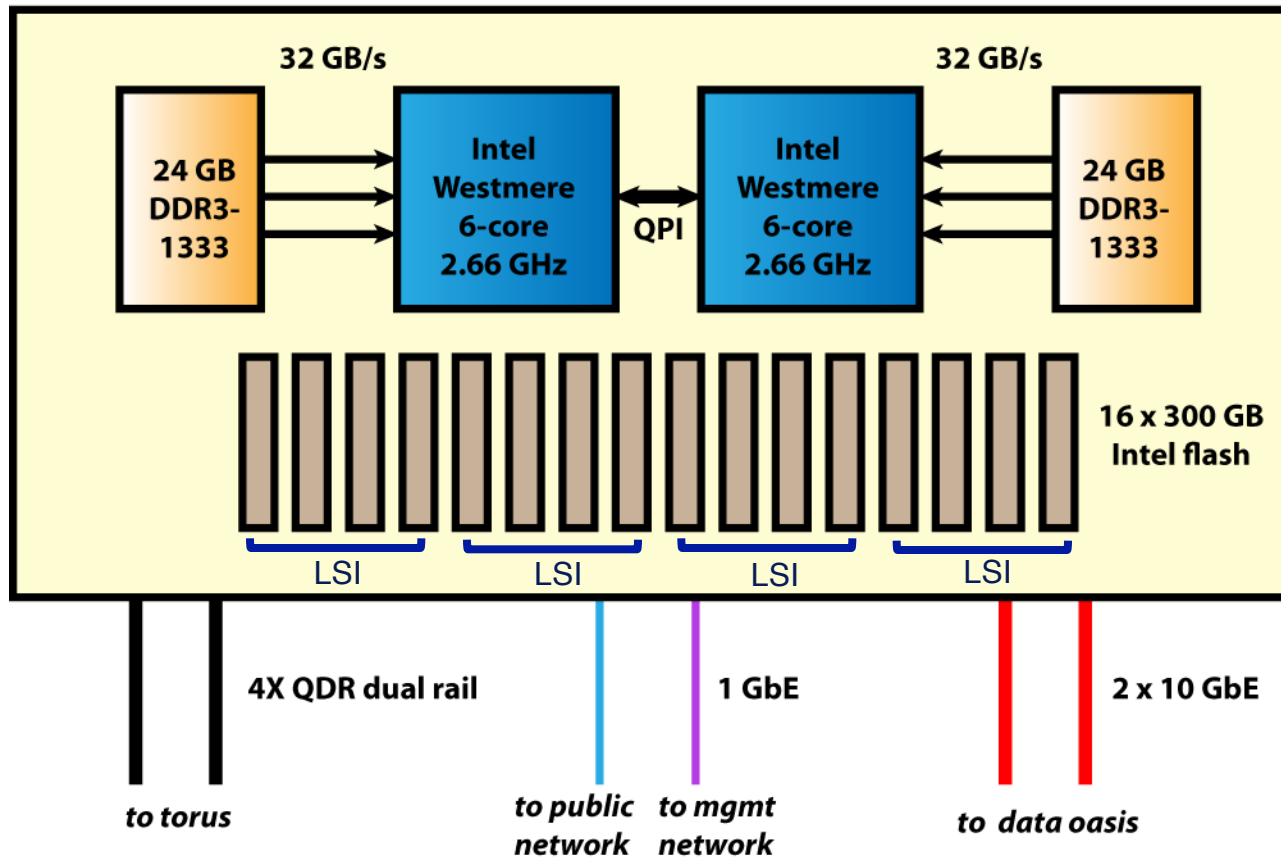 32 GB/s
32 GB/s
24 GB
DDR3-
1333
Intel
Westmere
6-core
2.66 GHz
QPI
Intel
Westmere
6-core
2.66 GHz
24 GB
DDR3-
1333
16 x 300 GB
Intel flash
LSI
LSI
LSI
LSI
4X QDR dual rail
1 GbE
2 x 10 GbE
to torus
to public
network
to mgmt
network
to data oasis